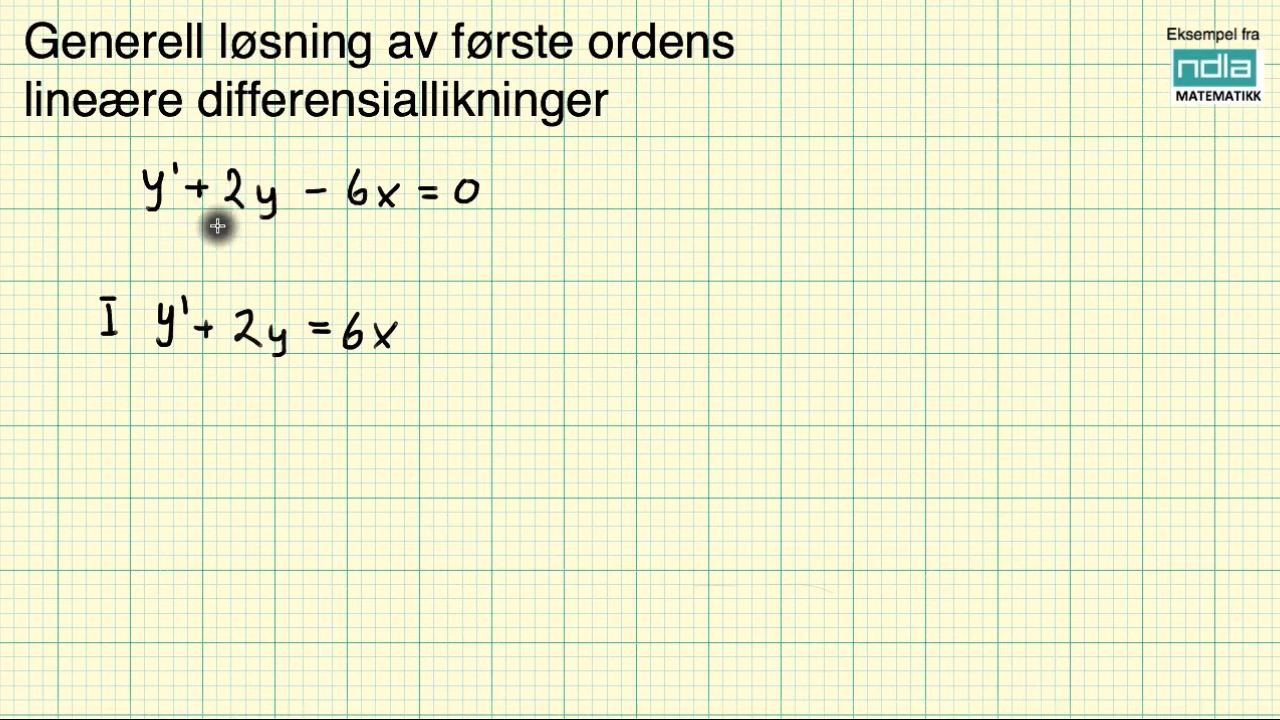 Generell løsning av første ordens
lineære differensiallikninger
Eksempel fra
ndla
MATEMATIKK
y' + 2y - 6x = 0
I y' + 2y = 6x